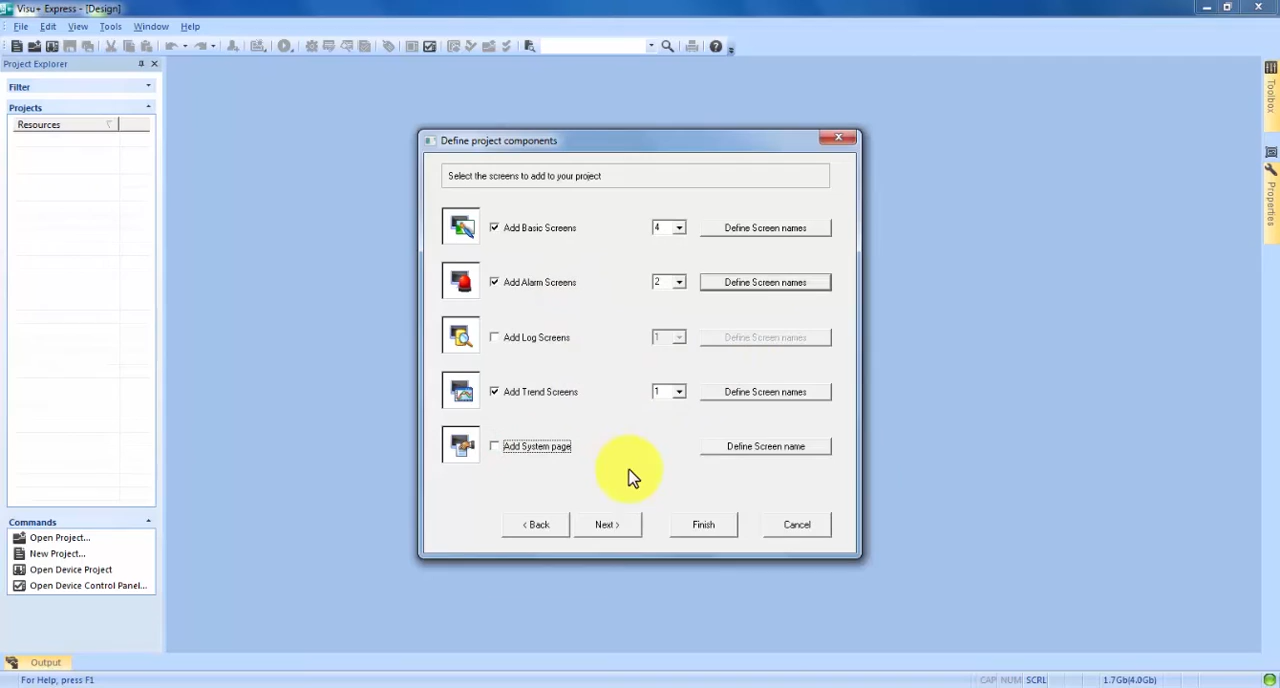 Visu+ Express - [Design]
File Edit View Tools Window Help
Project Explorer
Filter
Projects
Resources
Toolbox
Properties
Define project components
Select the screens to add to your project
Add Basic Screens 4 Define Screen names
Add Alarm Screens 2 Define Screen names
Add Log Screens 1 Define Screen names
Add Trend Screens 1 Define Screen names
Add System page Define Screen name
< Back Next > Finish Cancel
Commands
Open Project...
New Project...
Open Device Project
Open Device Control Panel...
Output
For Help, press F1 CAP NUM SCRL 1.7Gb(4.0Gb)